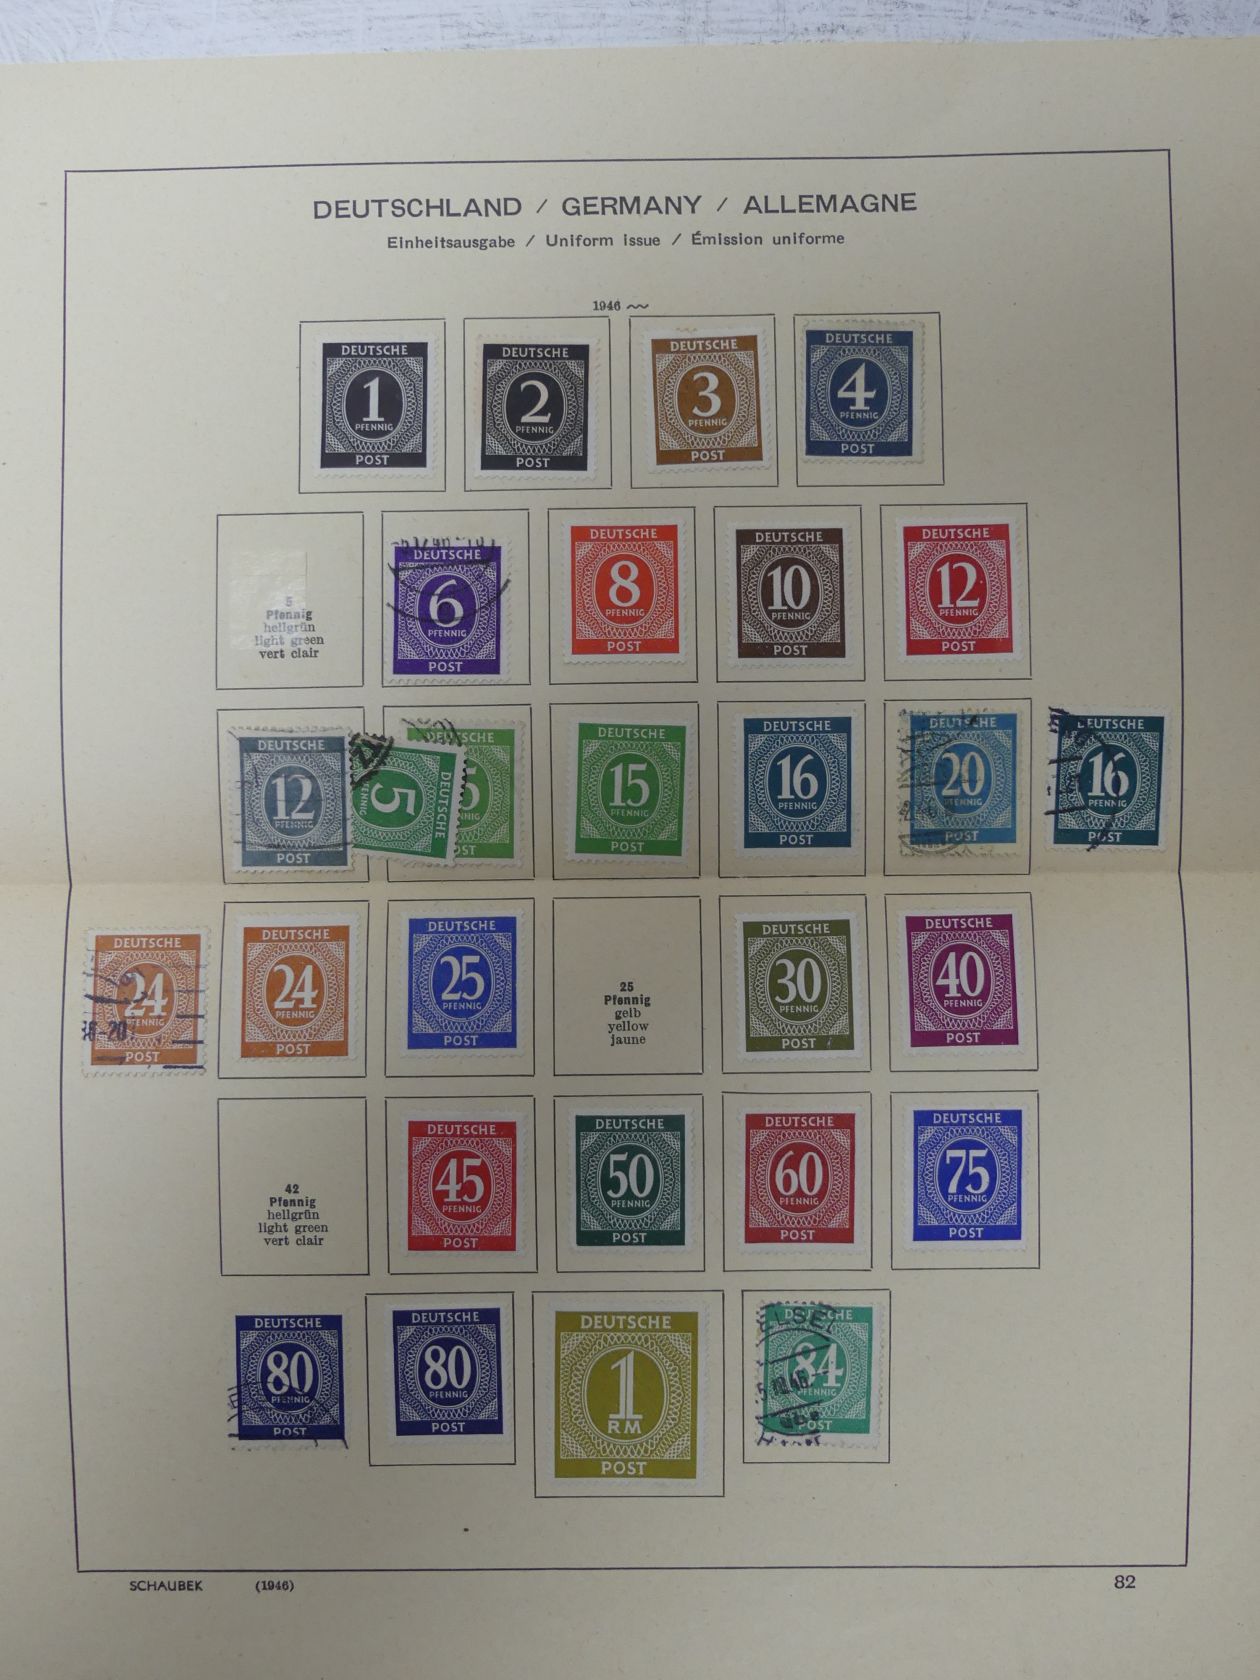 DEUTSCHLAND / GERMANY / ALLEMAGNE
Einheitsausgabe / Uniform issue / Émission uniforme
1946
DEUTSCHE
1
PFENNIG
POST
DEUTSCHE
2
PFENNIG
POST
DEUTSCHE
3
PFENNIG
POST
DEUTSCHE
4
PFENNIG
POST
5
Pfennig
hellgrün
light green
vert clair
DEUTSCHE
6
PFENNIG
POST
DEUTSCHE
8
PFENNIG
POST
DEUTSCHE
10
PFENNIG
POST
DEUTSCHE
12
PFENNIG
POST
DEUTSCHE
12
PFENNIG
POST
DEUTSCHE
5
PFENNIG
DEUTSCHE
15
PFENNIG
POST
DEUTSCHE
16
PFENNIG
POST
DEUTSCHE
20
PFENNIG
POST
DEUTSCHE
16
PFENNIG
POST
DEUTSCHE
24
PFENNIG
POST
DEUTSCHE
24
PFENNIG
POST
DEUTSCHE
25
PFENNIG
POST
25
Pfennig
gelb
yellow
jaune
DEUTSCHE
30
PFENNIG
POST
DEUTSCHE
40
PFENNIG
POST
42
Pfennig
hellgrün
light green
vert clair
DEUTSCHE
45
PFENNIG
POST
DEUTSCHE
50
PFENNIG
POST
DEUTSCHE
60
PFENNIG
POST
DEUTSCHE
75
PFENNIG
POST
DEUTSCHE
80
PFENNIG
POST
DEUTSCHE
80
PFENNIG
POST
DEUTSCHE
1
RM
POST
DEUTSCHE
84
PFENNIG
POST
SCHAUBEK (1946) 82